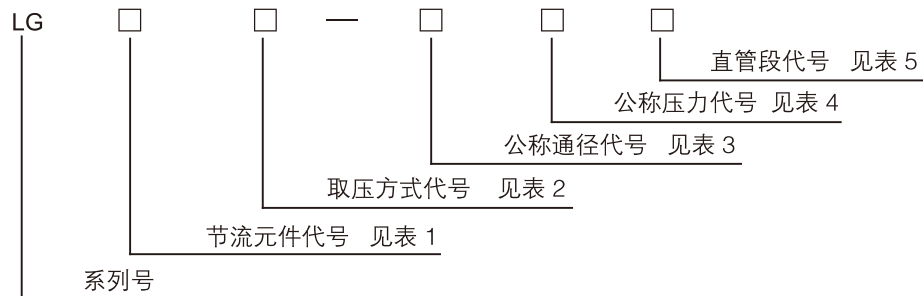 LG □ □ — □ □ □
直管段代号 见表 5
公称压力代号 见表 4
公称通径代号 见表 3
取压方式代号 见表 2
节流元件代号 见表 1
系列号